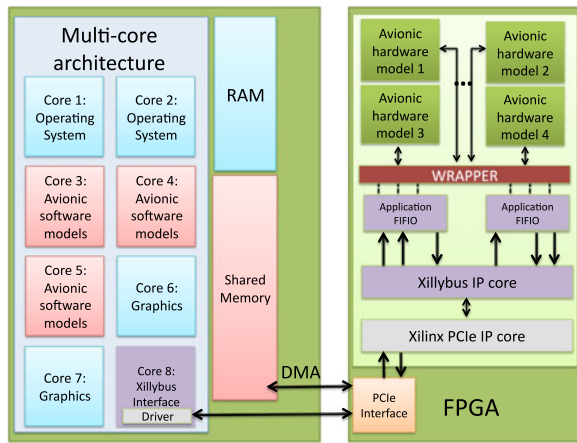 Multi-core
architecture
Core 1:
Operating
System
Core 2:
Operating
System
Core 3:
Avionic
software
models
Core 4:
Avionic
software
models
Core 5:
Avionic
software
models
Core 6:
Graphics
Core 7:
Graphics
Core 8:
Xillybus
Interface
Driver
RAM
Shared
Memory
DMA
Avionic
hardware
model 1
Avionic
hardware
model 2
Avionic
hardware
model 3
Avionic
hardware
model 4
WRAPPER
Application
FIFIO
Application
FIFIO
Xillybus IP core
Xilinx PCIe IP core
PCIe
Interface
FPGA